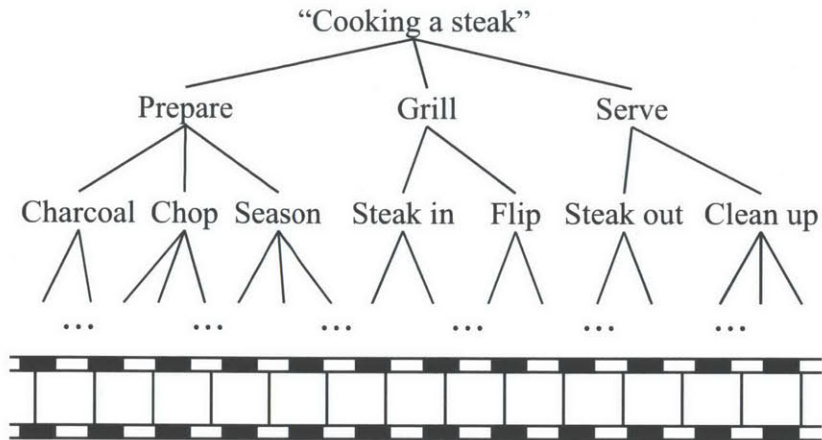 “Cooking a steak”
Prepare Grill Serve
Charcoal Chop Season Steak in Flip Steak out Clean up
... ... ... ... ... ...